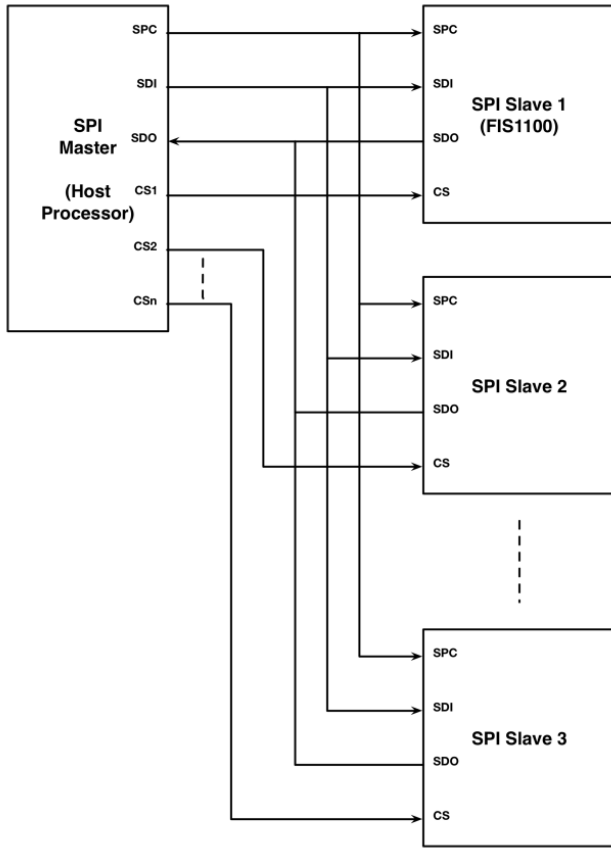 SPC
SDI
SPI
Master
SDO
(Host
Processor)
CS1
CS2
CSn
SPC
SDI
SPI Slave 1
(FIS1100)
SDO
CS
SPC
SDI
SPI Slave 2
SDO
CS
SPC
SDI
SPI Slave 3
SDO
CS